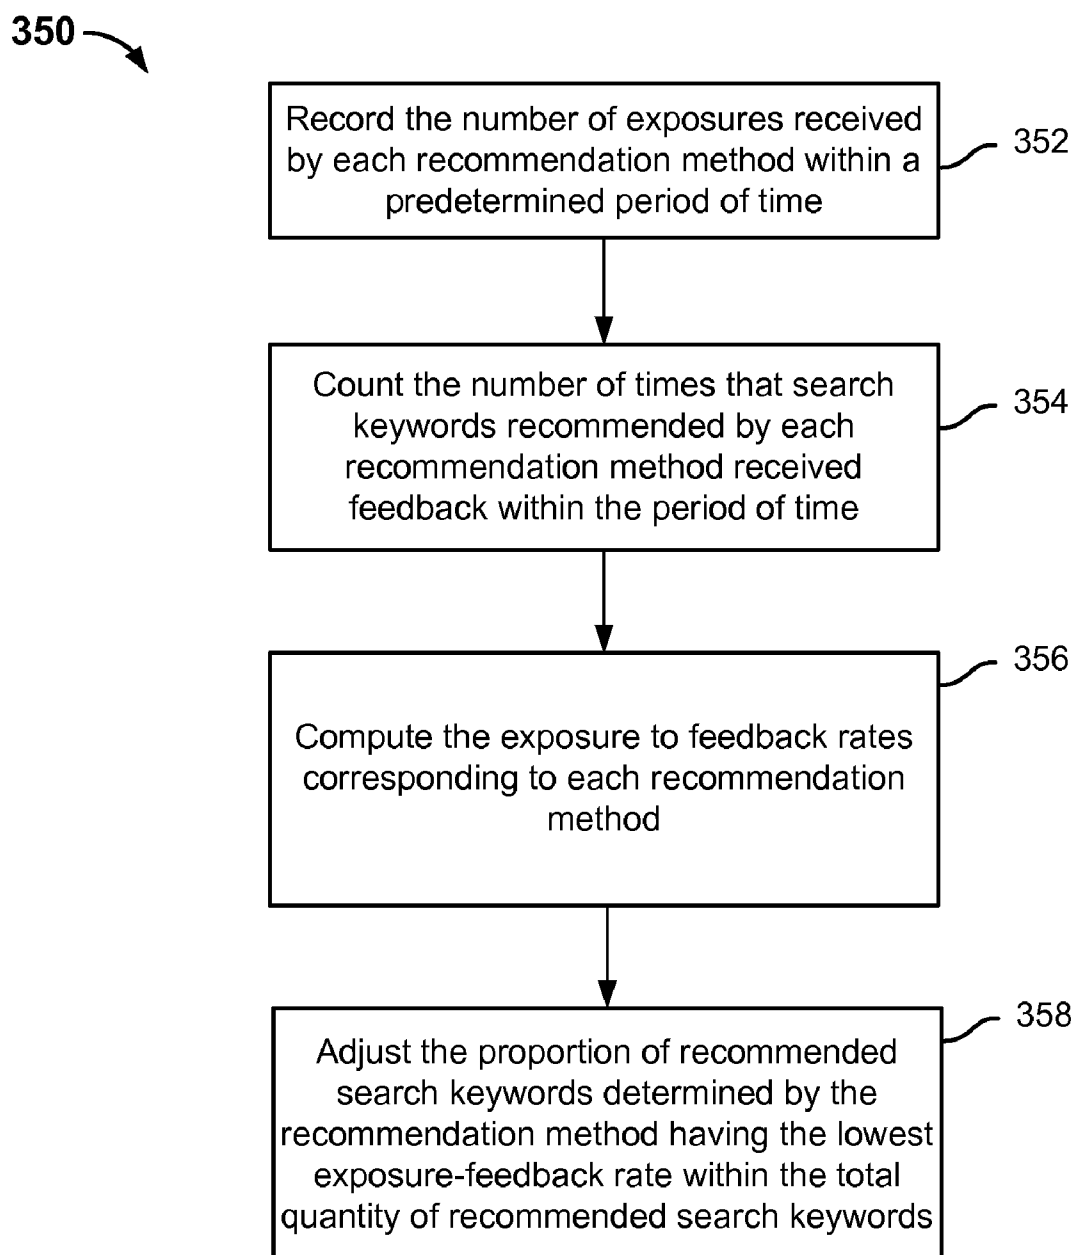 350
Record the number of exposures received
by each recommendation method within a
predetermined period of time
352
Count the number of times that search
keywords recommended by each
recommendation method received
feedback within the period of time
354
356
Compute the exposure to feedback rates
corresponding to each recommendation
method
358
Adjust the proportion of recommended
search keywords determined by the
recommendation method having the lowest
exposure-feedback rate within the total
quantity of recommended search keywords